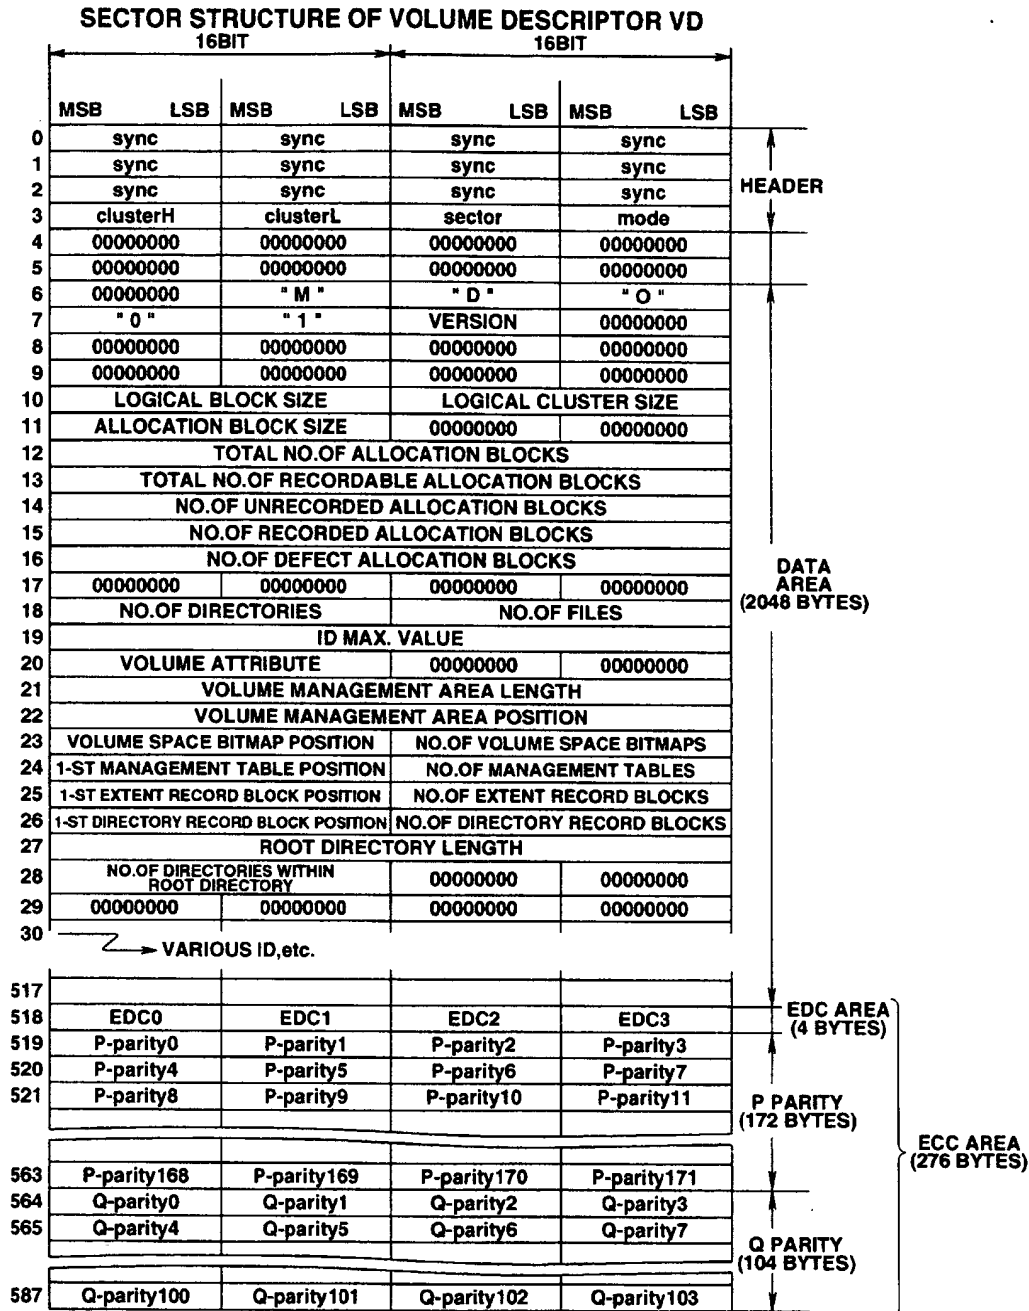 SECTOR STRUCTURE OF VOLUME DESCRIPTOR VD
16BIT 16BIT
MSB LSB MSB LSB MSB LSB MSB LSB
0 sync sync sync sync
1 sync sync sync sync
2 sync sync sync sync
HEADER
3 clusterH clusterL sector mode
4 00000000 00000000 00000000 00000000
5 00000000 00000000 00000000 00000000
6 00000000 "M" "D" "O"
7 "0" "1" VERSION 00000000
8 00000000 00000000 00000000 00000000
9 00000000 00000000 00000000 00000000
10 LOGICAL BLOCK SIZE LOGICAL CLUSTER SIZE
11 ALLOCATION BLOCK SIZE 00000000 00000000
12 TOTAL NO.OF ALLOCATION BLOCKS
13 TOTAL NO.OF RECORDABLE ALLOCATION BLOCKS
14 NO.OF UNRECORDED ALLOCATION BLOCKS
15 NO.OF RECORDED ALLOCATION BLOCKS
16 NO.OF DEFECT ALLOCATION BLOCKS
17 00000000 00000000 00000000 00000000
DATA
AREA
(2048 BYTES)
18 NO.OF DIRECTORIES NO.OF FILES
19 ID MAX. VALUE
20 VOLUME ATTRIBUTE 00000000 00000000
21 VOLUME MANAGEMENT AREA LENGTH
22 VOLUME MANAGEMENT AREA POSITION
23 VOLUME SPACE BITMAP POSITION NO.OF VOLUME SPACE BITMAPS
24 1-ST MANAGEMENT TABLE POSITION NO.OF MANAGEMENT TABLES
25 1-ST EXTENT RECORD BLOCK POSITION NO.OF EXTENT RECORD BLOCKS
26 1-ST DIRECTORY RECORD BLOCK POSITION NO.OF DIRECTORY RECORD BLOCKS
27 ROOT DIRECTORY LENGTH
28 NO.OF DIRECTORIES WITHIN
ROOT DIRECTORY 00000000 00000000
29 00000000 00000000 00000000 00000000
30
VARIOUS ID,etc.
517
518 EDC0 EDC1 EDC2 EDC3
EDC AREA
(4 BYTES)
519 P-parity0 P-parity1 P-parity2 P-parity3
520 P-parity4 P-parity5 P-parity6 P-parity7
521 P-parity8 P-parity9 P-parity10 P-parity11
P PARITY
(172 BYTES)
ECC AREA
(276 BYTES)
563 P-parity168 P-parity169 P-parity170 P-parity171
564 Q-parity0 Q-parity1 Q-parity2 Q-parity3
565 Q-parity4 Q-parity5 Q-parity6 Q-parity7
Q PARITY
(104 BYTES)
587 Q-parity100 Q-parity101 Q-parity102 Q-parity103